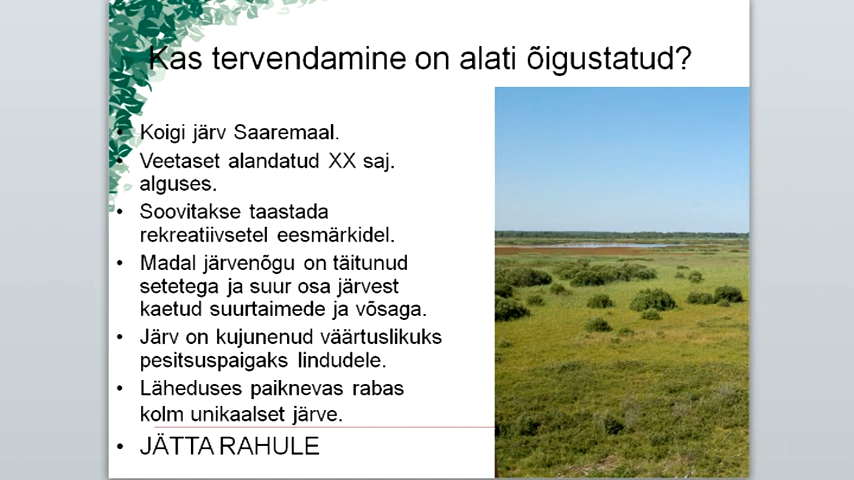 Kas tervendamine on alati õigustatud?
• Koigi järv Saaremaal.
• Veetaset alandatud XX saj.
alguses.
• Soovitakse taastada
rekreatiivsetel eesmärkidel.
• Madal järvenõgu on täitunud
setetega ja suur osa järvest
kaetud suurtaimede ja võsaga.
• Järv on kujunenud väärtuslikuks
pesitsuspaigaks lindudele.
• Läheduses paiknevas rabas
kolm unikaalset järve.
• JÄTTA RAHULE